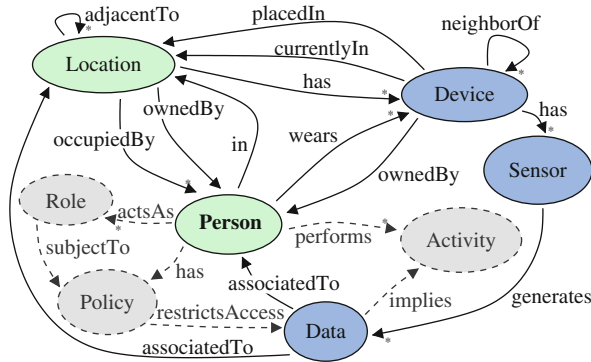 adjacentTo
*
placedIn
neighborOf
*
Location
currentlyIn
has
*
Device
has
*
ownedBy
*
wears
occupiedBy
in
*
ownedBy
Sensor
Role
actsAs
*
Person
performs
*
Activity
subjectTo
has
associatedTo
implies
generates
Policy
restrictsAccess
Data
*
associatedTo